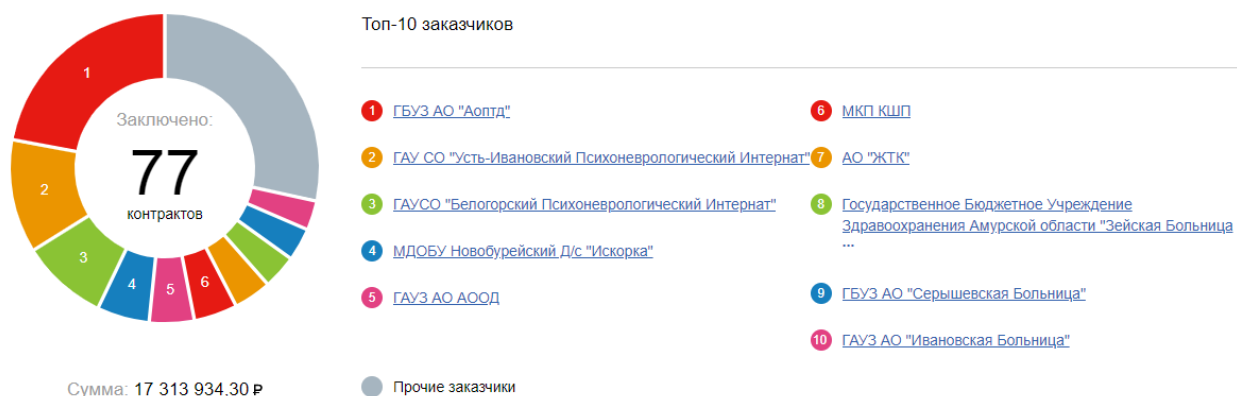 Топ-10 заказчиков
Заключено:
77
контрактов
1
2
3
4
5
6
Сумма: 17 313 934.30 ₽
1 ГБУЗ АО "Аоптд"
2 ГАУ СО "Усть-Ивановский Психоневрологический Интернат"
3 ГАУСО "Белогорский Психоневрологический Интернат"
4 МДОБУ Новобурейский Д/с "Искорка"
5 ГАУЗ АО АООД
6 МКП КШП
7 АО "ЖТК"
8 Государственное Бюджетное Учреждение
Здравоохранения Амурской области "Зейская Больница
...
9 ГБУЗ АО "Серышевская Больница"
10 ГАУЗ АО "Ивановская Больница"
Прочие заказчики